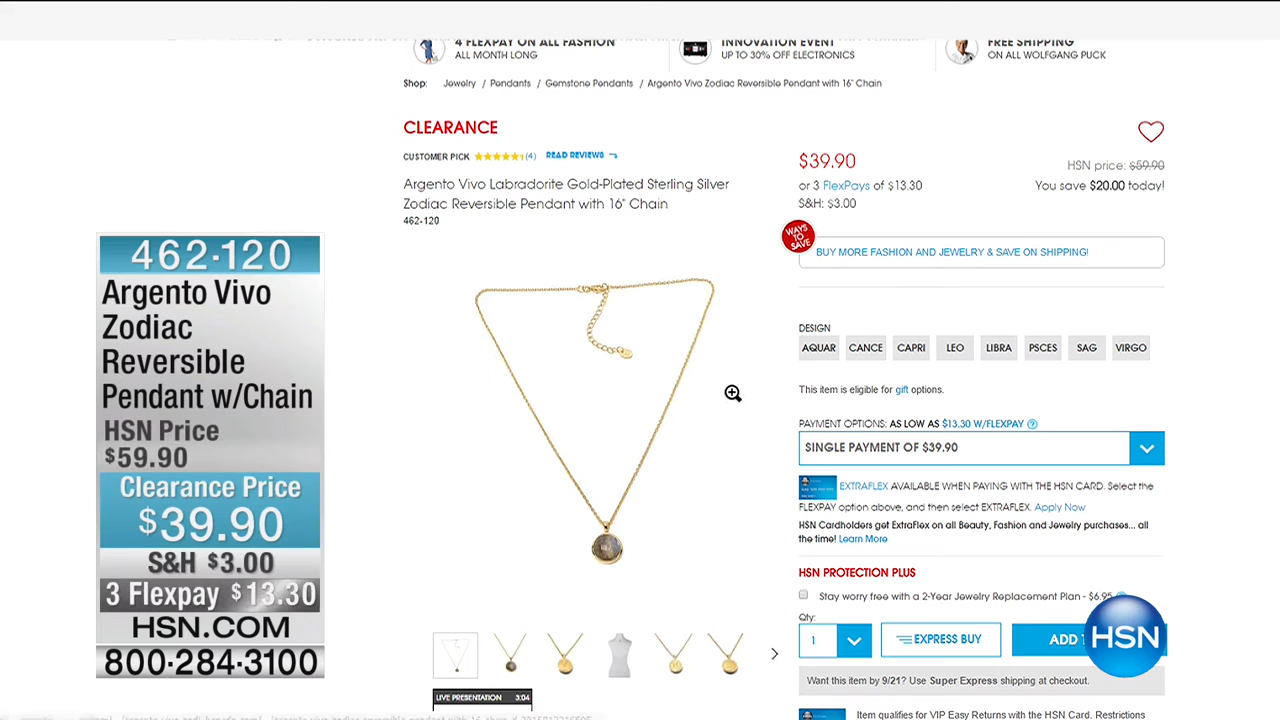 4 FLEXPAY ON ALL FASHION
ALL MONTH LONG
INNOVATION EVENT
UP TO 30% OFF ELECTRONICS
FREE SHIPPING
ON ALL WOLFGANG PUCK
Shop: Jewelry / Pendants / Gemstone Pendants / Argento Vivo Zodiac Reversible Pendant with 16" Chain
CLEARANCE
CUSTOMER PICK (4) READ REVIEWS
Argento Vivo Labradorite Gold-Plated Sterling Silver
Zodiac Reversible Pendant with 16" Chain
462-120
$39.90
HSN price: $59.90
or 3 FlexPays of $13.30
You save $20.00 today!
S&H: $3.00
WAYS
TO
SAVE
BUY MORE FASHION AND JEWELRY & SAVE ON SHIPPING!
DESIGN
AQUAR CANCE CAPRI LEO LIBRA PSCES SAG VIRGO
This item is eligible for gift options.
PAYMENT OPTIONS: AS LOW AS $13.30 W/FLEXPAY ?
SINGLE PAYMENT OF $39.90
EXTRAFLEX AVAILABLE WHEN PAYING WITH THE HSN CARD. Select the
FLEXPAY option above, and then select EXTRAFLEX. Apply Now
HSN Cardholders get ExtraFlex on all Beauty, Fashion and Jewelry purchases... all
the time! Learn More
HSN PROTECTION PLUS
Stay worry free with a 2-Year Jewelry Replacement Plan - $6.95
Qty:
1
EXPRESS BUY
ADD
HSN
Want this item by 9/21? Use Super Express shipping at checkout.
Item qualifies for VIP Easy Returns with the HSN Card. Restrictions
LIVE PRESENTATION 3:04
462-120
Argento Vivo
Zodiac
Reversible
Pendant w/Chain
HSN Price
$59.90
Clearance Price
$39.90
S&H $3.00
3 Flexpay $13.30
HSN.COM
800-284-3100